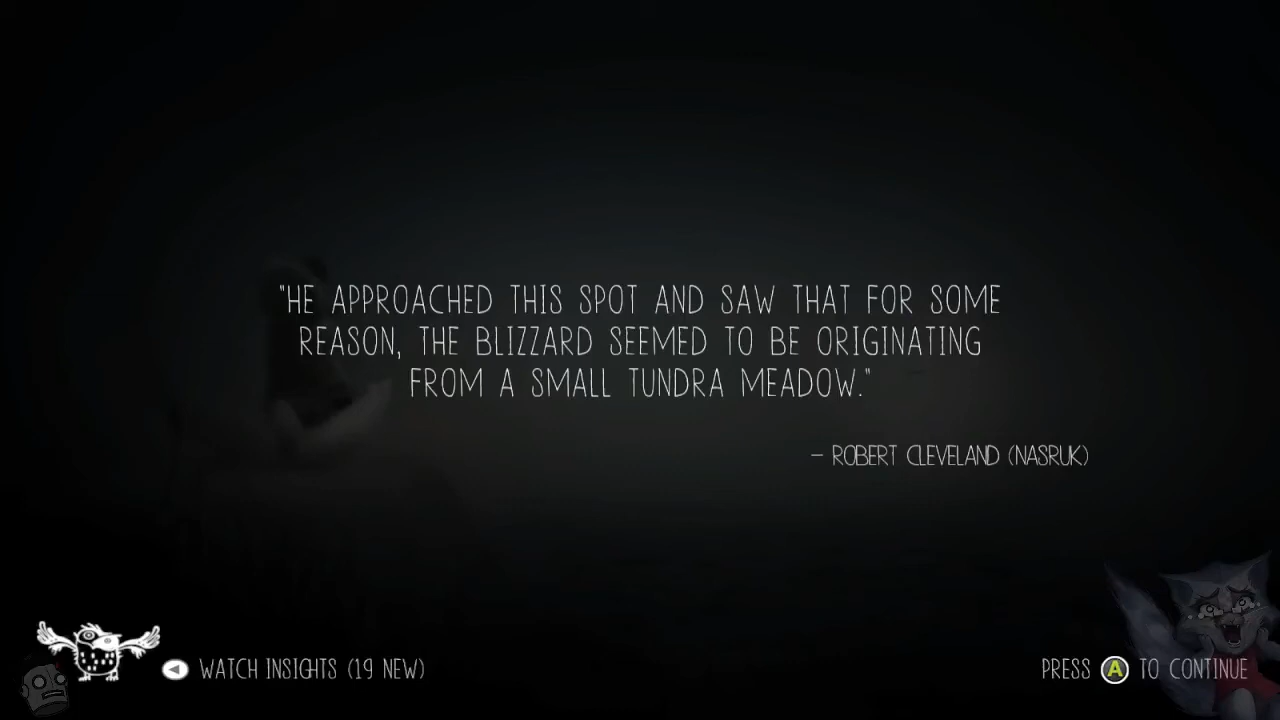 "HE APPROACHED THIS SPOT AND SAW THAT FOR SOME
REASON, THE BLIZZARD SEEMED TO BE ORIGINATING
FROM A SMALL TUNDRA MEADOW."
– ROBERT CLEVELAND (NASRUK)
WATCH INSIGHTS (19 NEW)
PRESS A TO CONTINUE